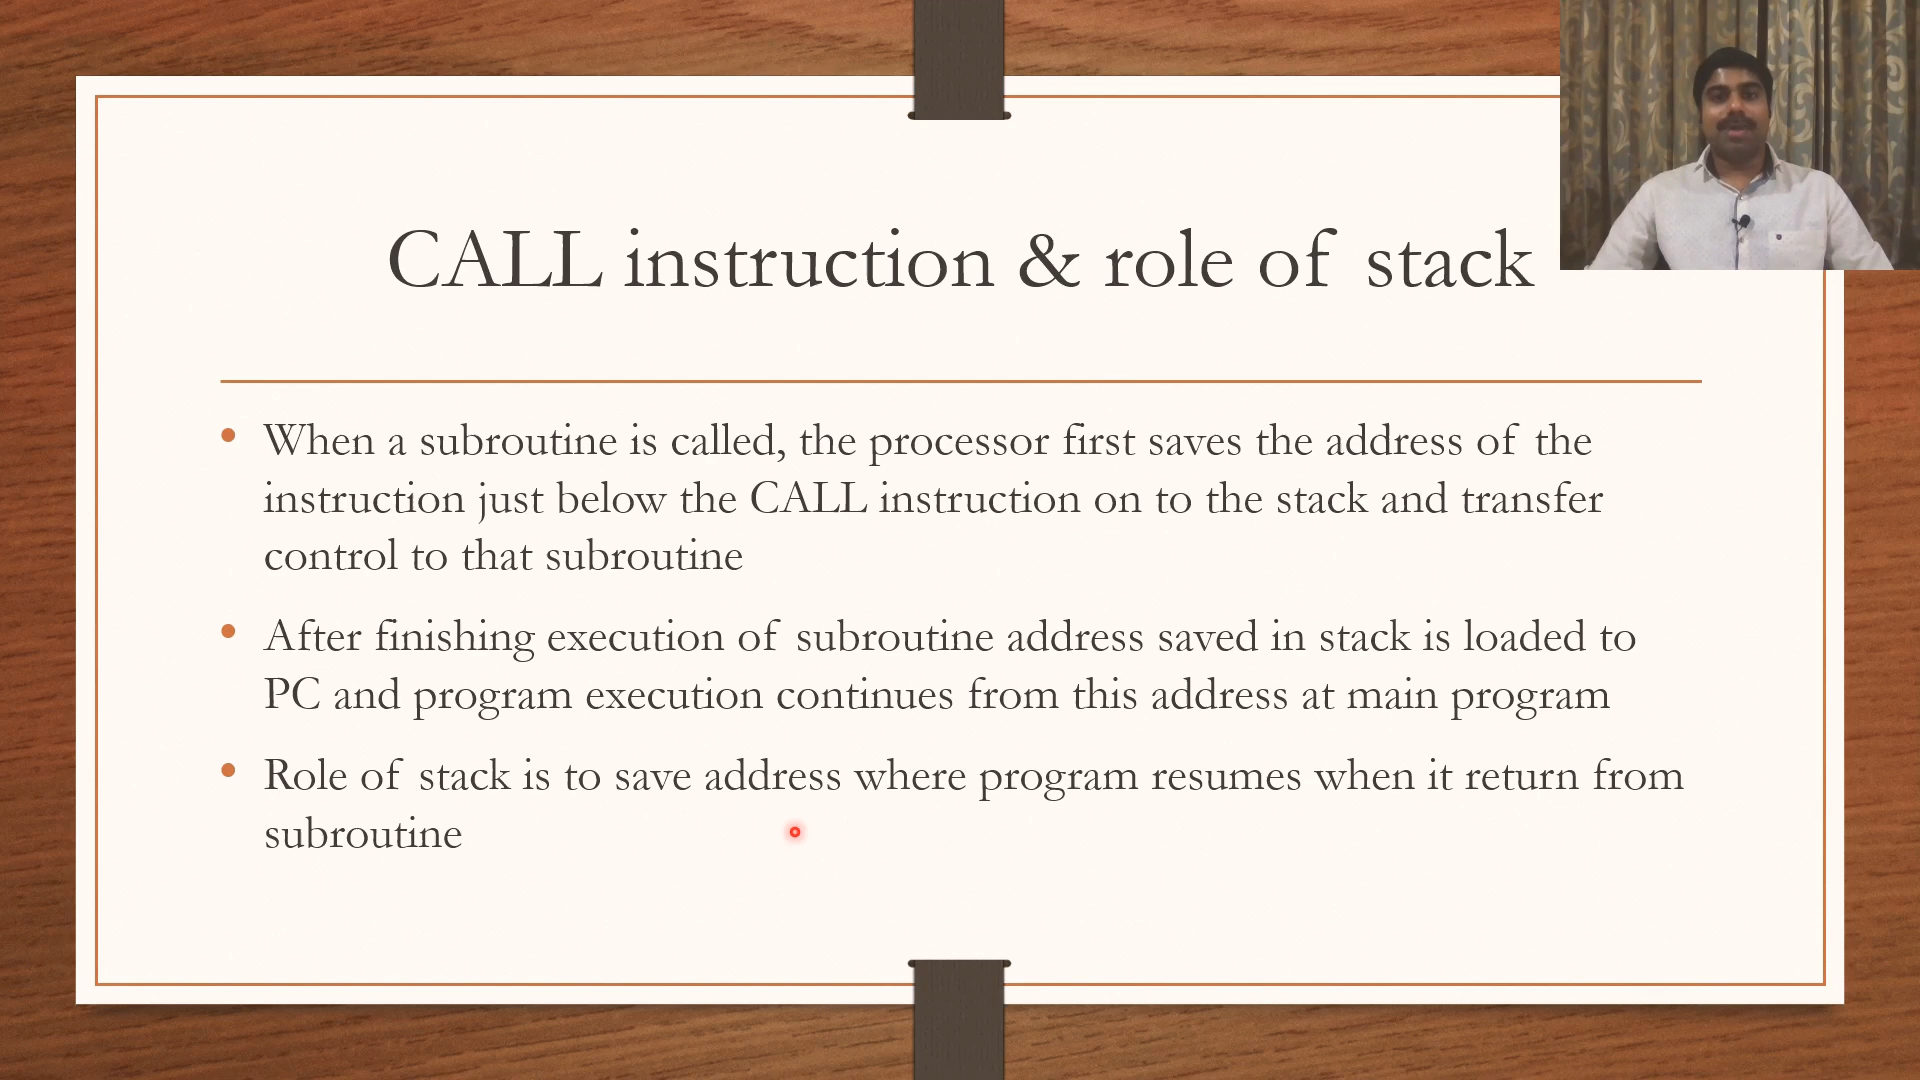 CALL instruction & role of stack
When a subroutine is called, the processor first saves the address of the
instruction just below the CALL instruction on to the stack and transfer
control to that subroutine
After finishing execution of subroutine address saved in stack is loaded to
PC and program execution continues from this address at main program
Role of stack is to save address where program resumes when it return from
subroutine